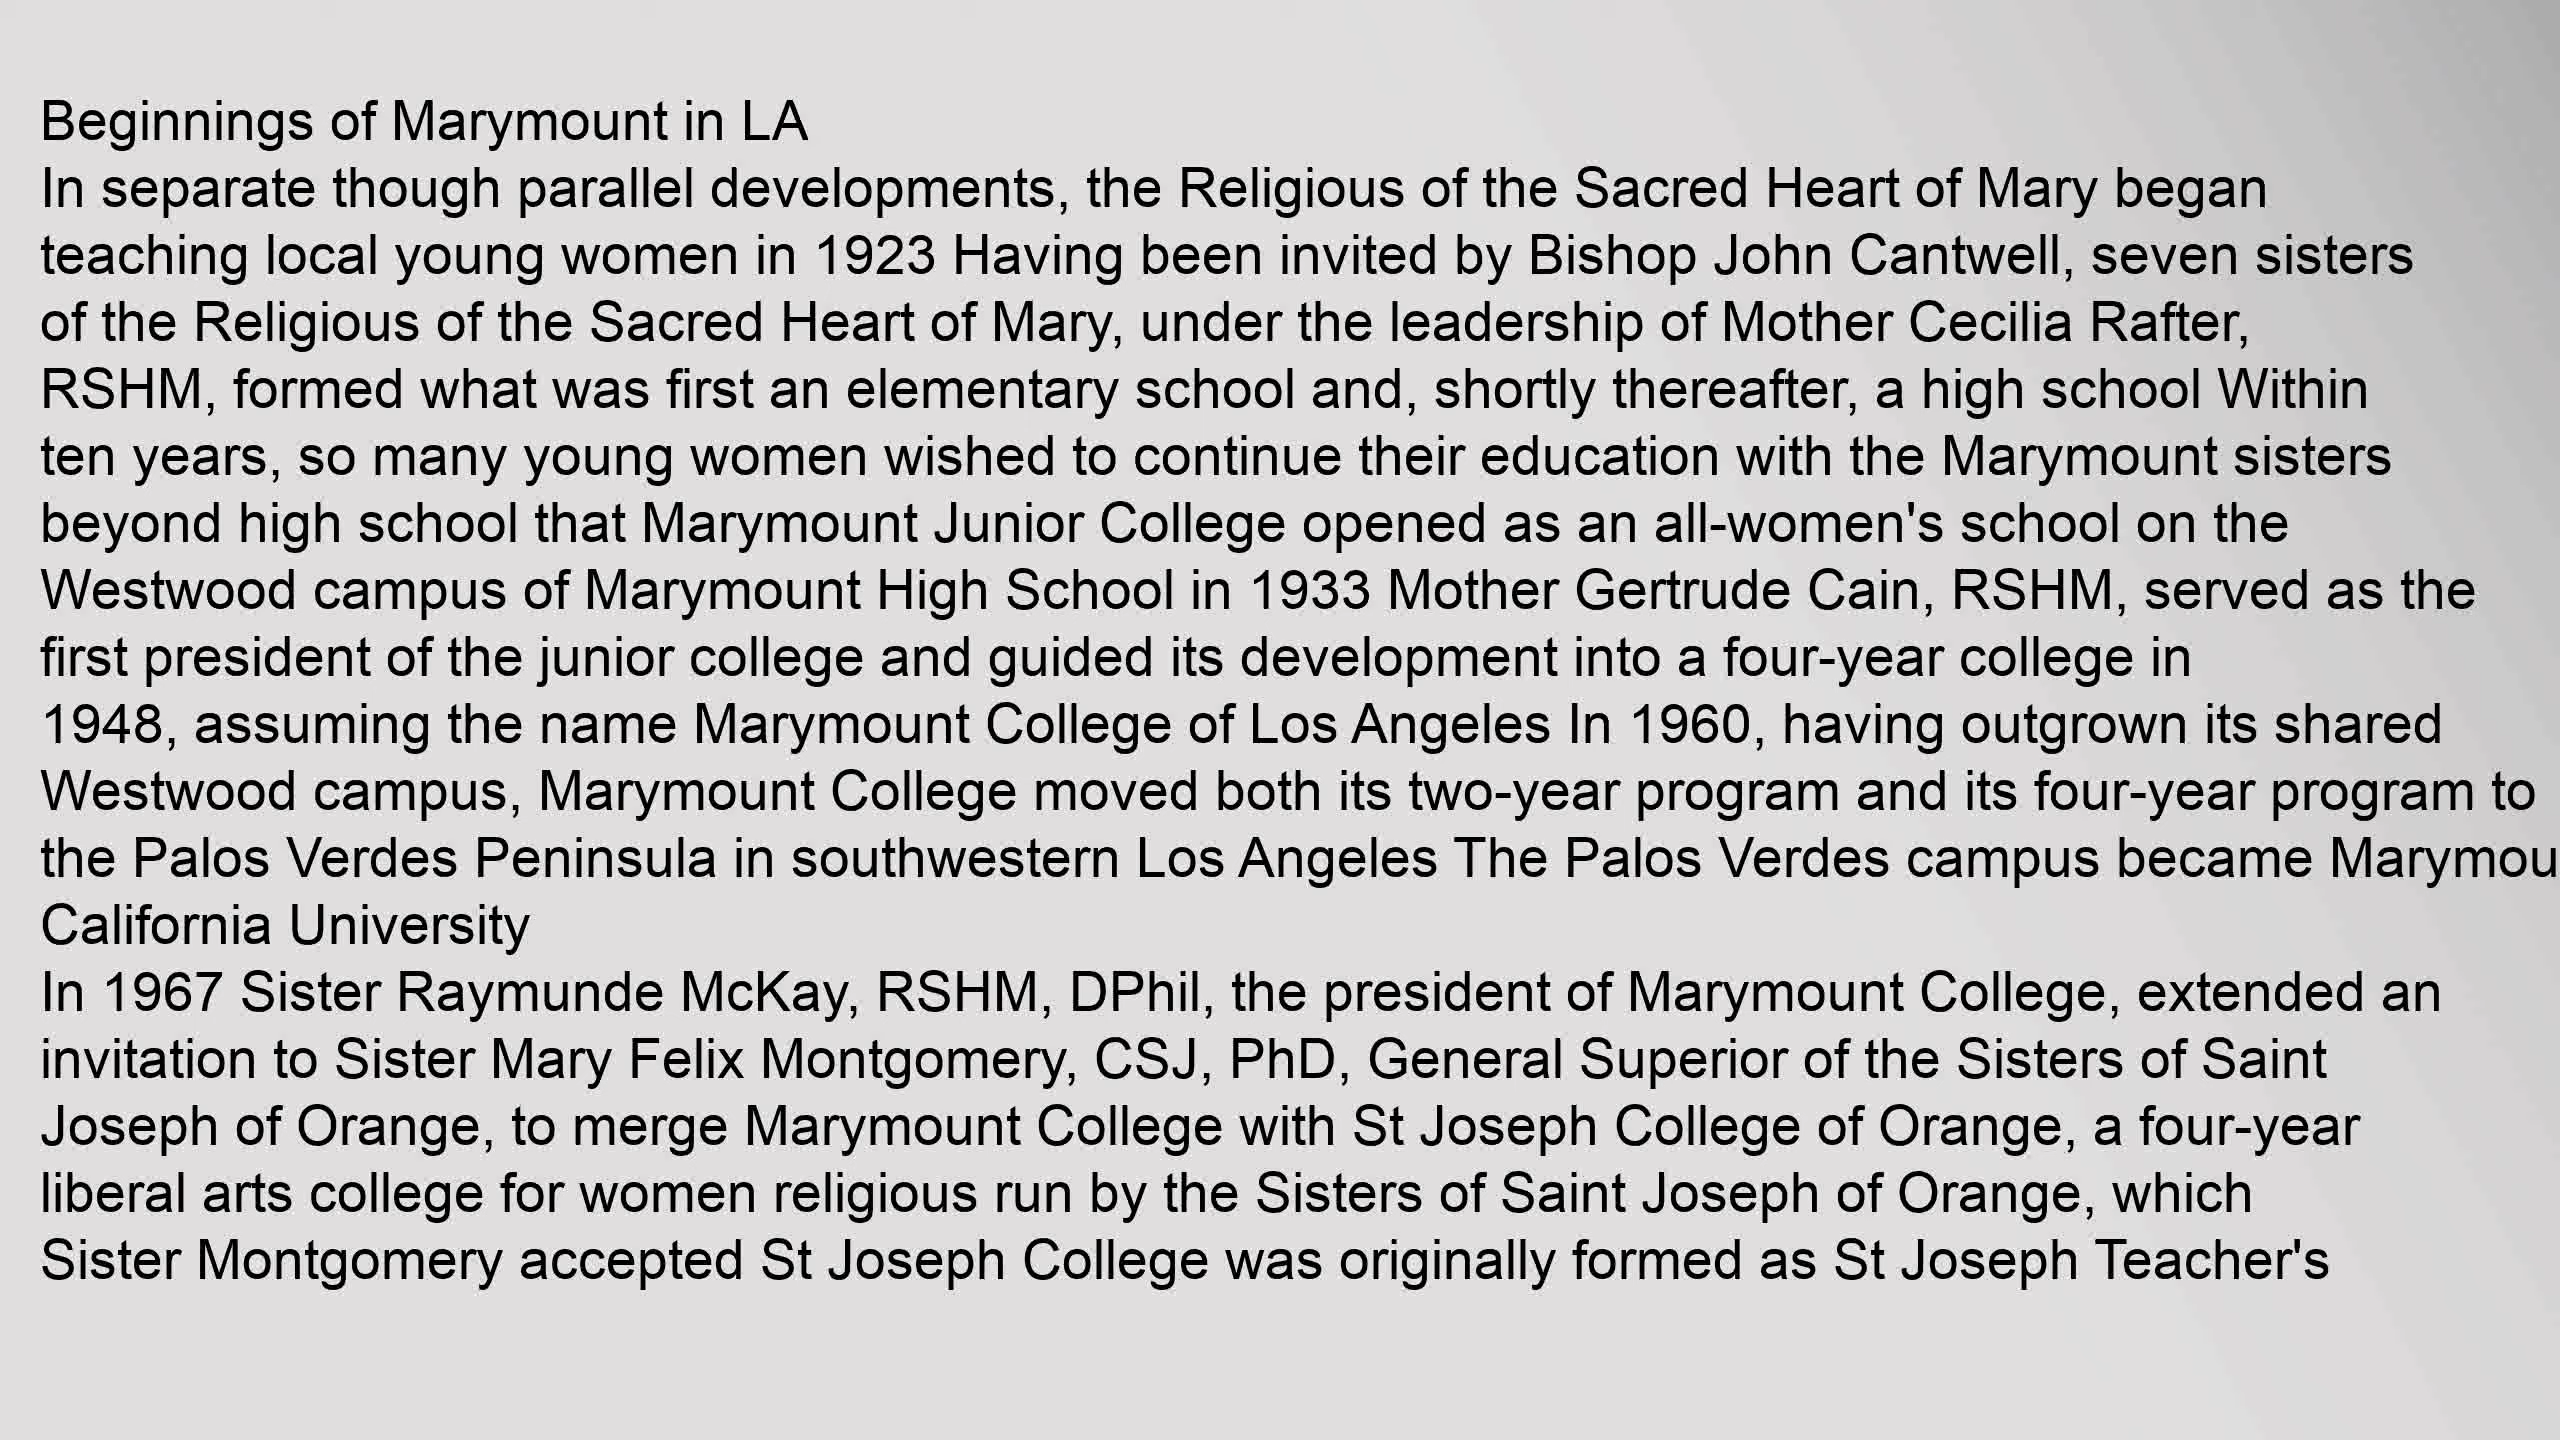 Beginnings of Marymount in LA
In separate though parallel developments, the Religious of the Sacred Heart of Mary began
teaching local young women in 1923 Having been invited by Bishop John Cantwell, seven sisters
of the Religious of the Sacred Heart of Mary, under the leadership of Mother Cecilia Rafter,
RSHM, formed what was first an elementary school and, shortly thereafter, a high school Within
ten years, so many young women wished to continue their education with the Marymount sisters
beyond high school that Marymount Junior College opened as an all-women's school on the
Westwood campus of Marymount High School in 1933 Mother Gertrude Cain, RSHM, served as the
first president of the junior college and guided its development into a four-year college in
1948, assuming the name Marymount College of Los Angeles In 1960, having outgrown its shared
Westwood campus, Marymount College moved both its two-year program and its four-year program to
the Palos Verdes Peninsula in southwestern Los Angeles The Palos Verdes campus became Marymou
California University
In 1967 Sister Raymunde McKay, RSHM, DPhil, the president of Marymount College, extended an
invitation to Sister Mary Felix Montgomery, CSJ, PhD, General Superior of the Sisters of Saint
Joseph of Orange, to merge Marymount College with St Joseph College of Orange, a four-year
liberal arts college for women religious run by the Sisters of Saint Joseph of Orange, which
Sister Montgomery accepted St Joseph College was originally formed as St Joseph Teacher's